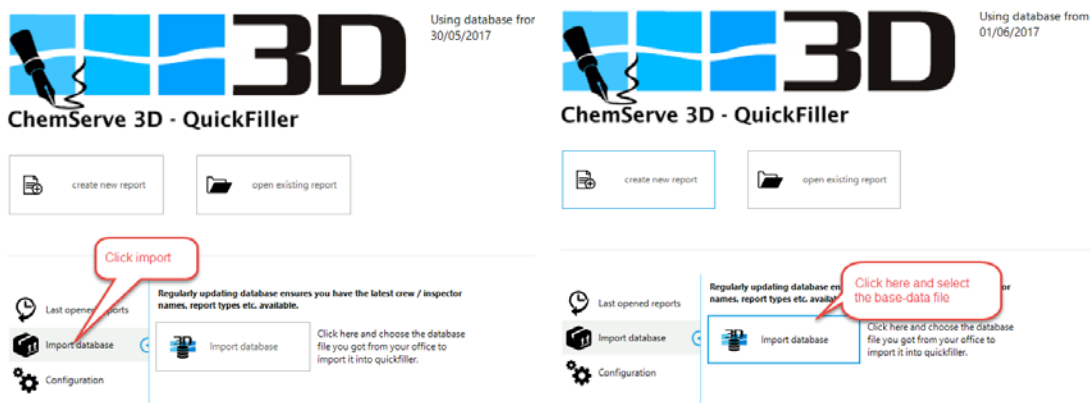 3D
Using database fror
30/05/2017
ChemServe 3D - QuickFiller
create new report
open existing report
Click import
Last opened reports
Regularly updating database ensures you have the latest crew / inspector
names, report types etc. available.
Import database
3D
Import database
Click here and choose the database
file you got from your office to
import it into quickfiller.
Configuration
3D
Using database from
01/06/2017
ChemServe 3D - QuickFiller
create new report
open existing report
Click here and select
the base-data file
Last opened reports
Regularly updating database en
or
names, report types etc. availa
Import database
3D
Import database
Click here and choose the database
file you got from your office to
import it into quickfiller.
Configuration